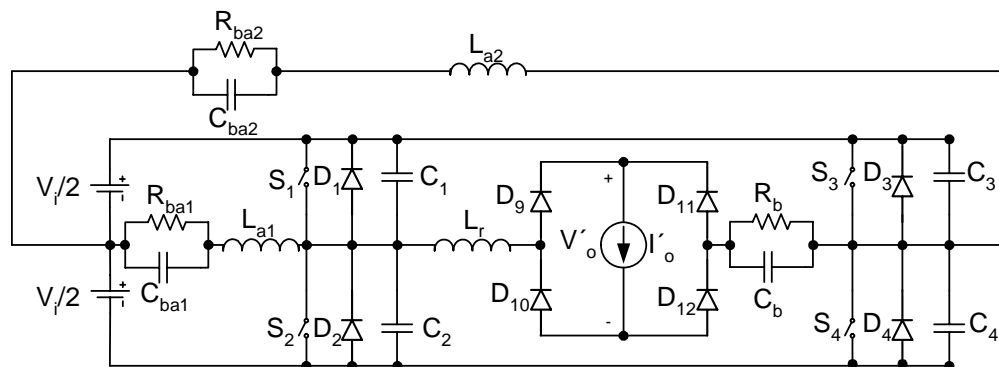 R_ba2
L_a2
C_ba2
V_i/2
+
-
R_ba1
L_a1
C_ba1
S_1
D_1
C_1
L_r
D_9
+
D_11
R_b
S_3
D_3
C_3
V´_o
I´_o
V_i/2
+
-
D_10
D_12
C_b
S_2
D_2
C_2
-
S_4
D_4
C_4